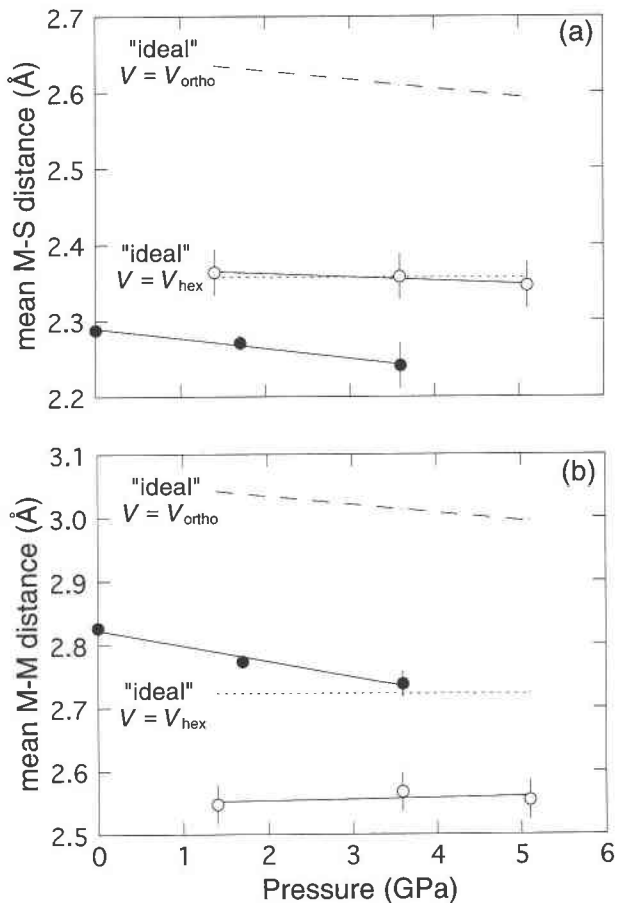 (a)
2.7
2.6
2.5
2.4
2.3
2.2
mean M-S distance (Å)
"ideal"
V = Vortho
"ideal"
V = Vhex
(b)
3.1
3.0
2.9
2.8
2.7
2.6
2.5
mean M-M distance (Å)
"ideal"
V = Vortho
"ideal"
V = Vhex
0 1 2 3 4 5 6
Pressure (GPa)